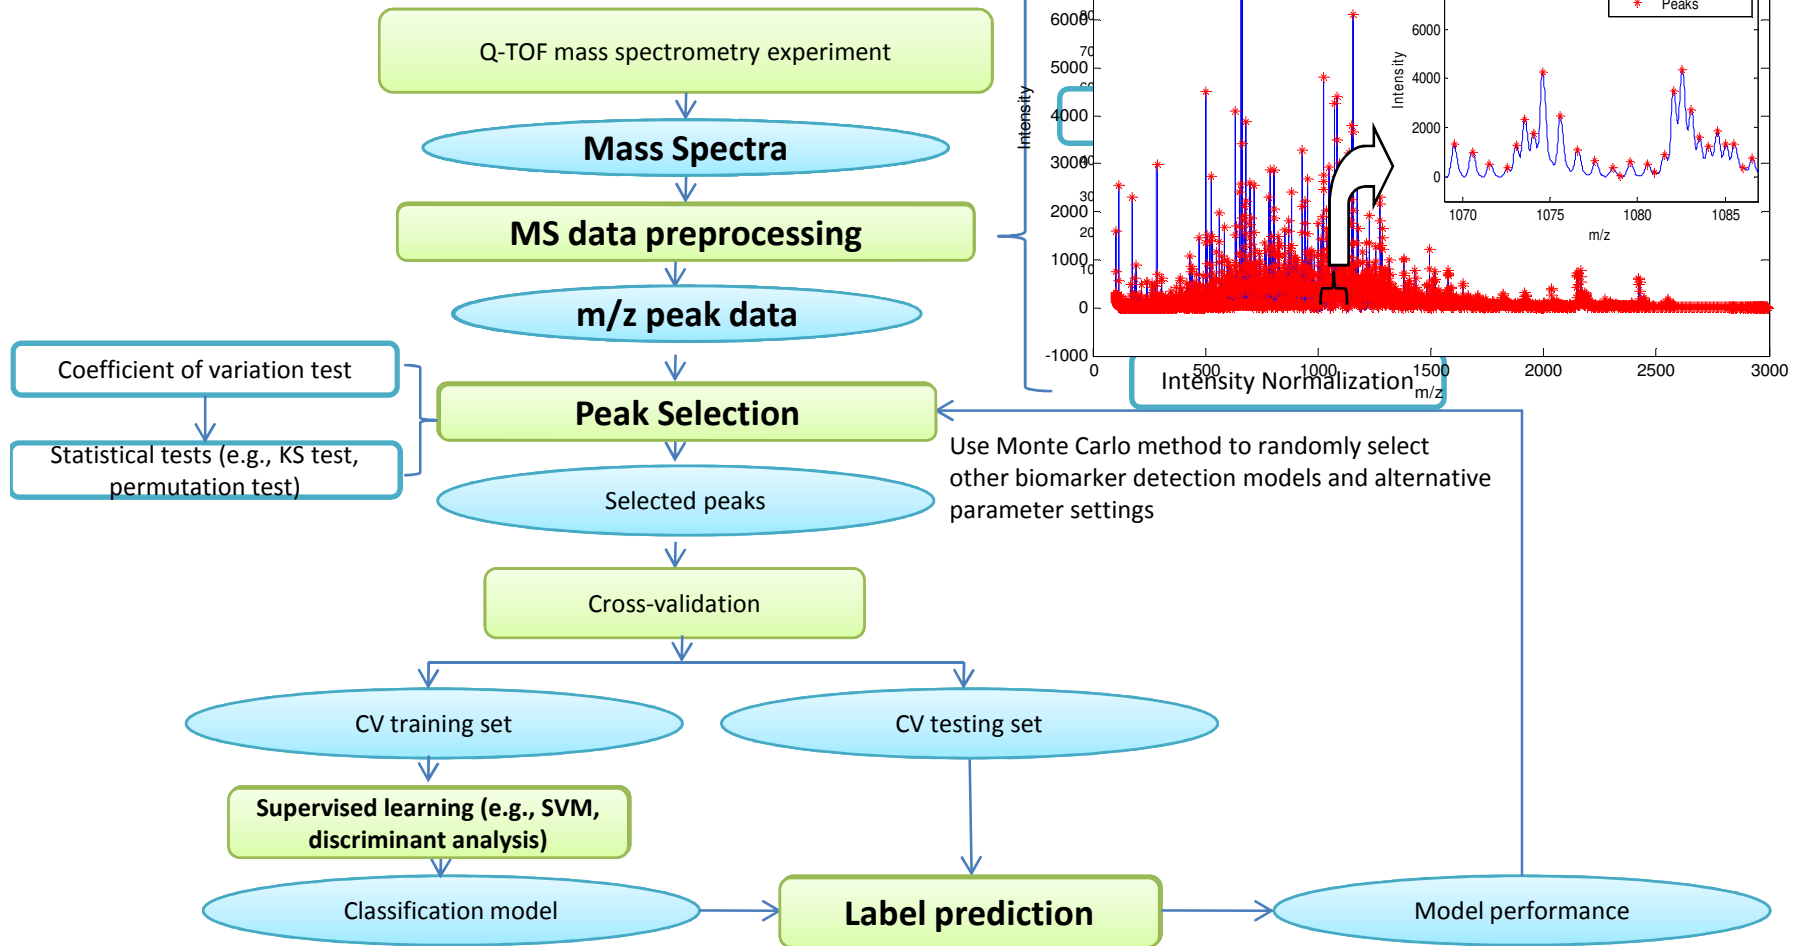 Q-TOF mass spectrometry experiment
Mass Spectra
MS data preprocessing
m/z peak data
Coefficient of variation test
Statistical tests (e.g., KS test,
permutation test)
Peak Selection
Selected peaks
Use Monte Carlo method to randomly select
other biomarker detection models and alternative
parameter settings
Cross-validation
CV training set
CV testing set
Supervised learning (e.g., SVM,
discriminant analysis)
Classification model
Label prediction
Model performance
Intensity
6000
5000
4000
3000
2000
1000
0
-1000
0
500
1000
1500
2000
2500
3000
m/z
Intensity Normalization
Peaks
Intensity
6000
4000
2000
0
1070
1075
1080
1085
m/z